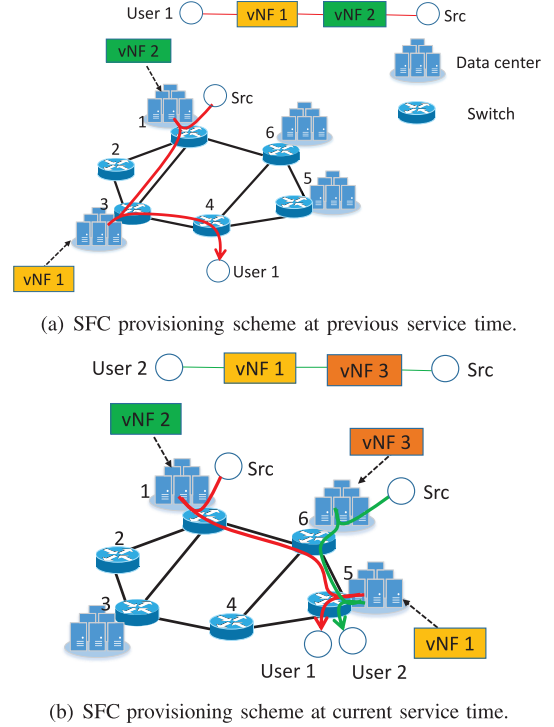 User 1 vNF 1 vNF 2 Src
vNF 2
Data center
Src
1
6
Switch
2
5
3
4
User 1
vNF 1
(a) SFC provisioning scheme at previous service time.
User 2 vNF 1 vNF 3 Src
vNF 2
vNF 3
1
Src
6
2
5
3
4
vNF 1
User 1
User 2
(b) SFC provisioning scheme at current service time.